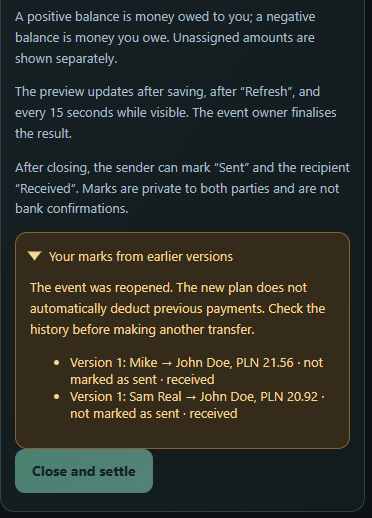 A positive balance is money owed to you; a negative
balance is money you owe. Unassigned amounts are
shown separately.
The preview updates after saving, after “Refresh”, and
every 15 seconds while visible. The event owner finalises
the result.
After closing, the sender can mark “Sent” and the recipient
“Received”. Marks are private to both parties and are not
bank confirmations.
▼ Your marks from earlier versions
The event was reopened. The new plan does not
automatically deduct previous payments. Check the
history before making another transfer.
• Version 1: Mike → John Doe, PLN 21.56 · not
marked as sent · received
• Version 1: Sam Real → John Doe, PLN 20.92 ·
not marked as sent · received
Close and settle